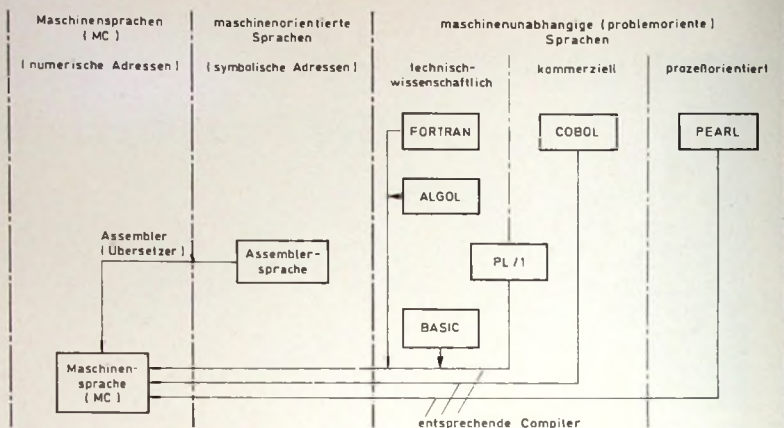 Maschinensprachen
(MC)
(numerische Adressen)
maschinenorientierte
Sprachen
(symbolische Adressen)
maschinenunabhängige (problemoriente)
Sprachen
technisch-
wissenschaftlich
kommerziell
prozeßorientiert
FORTRAN
COBOL
PEARL
ALGOL
Assembler
(Übersetzer)
Assembler-
sprache
PL/1
BASIC
Maschinen-
sprache
(MC)
entsprechende Compiler